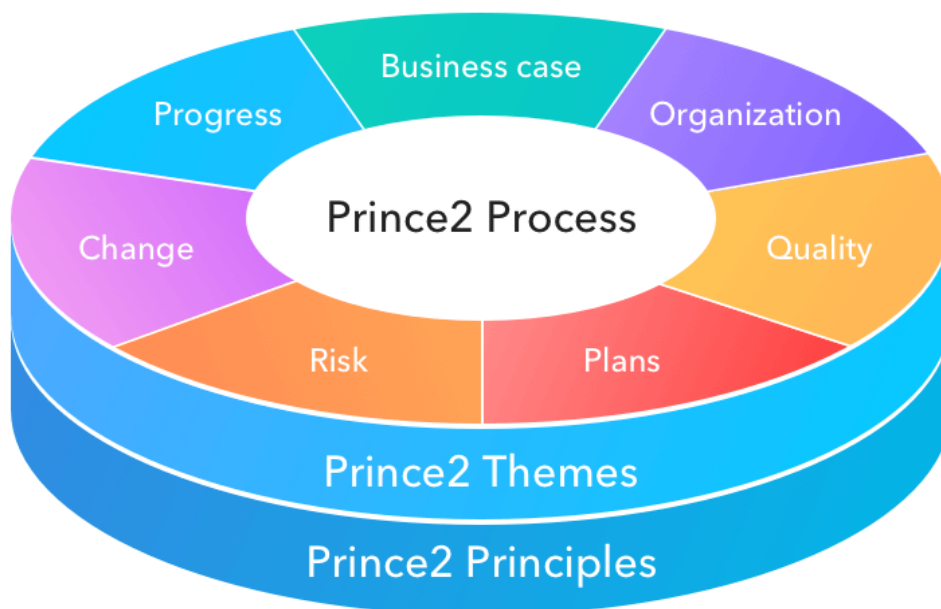 Business case
Progress
Organization
Prince2 Process
Change
Quality
Risk
Plans
Prince2 Themes
Prince2 Principles